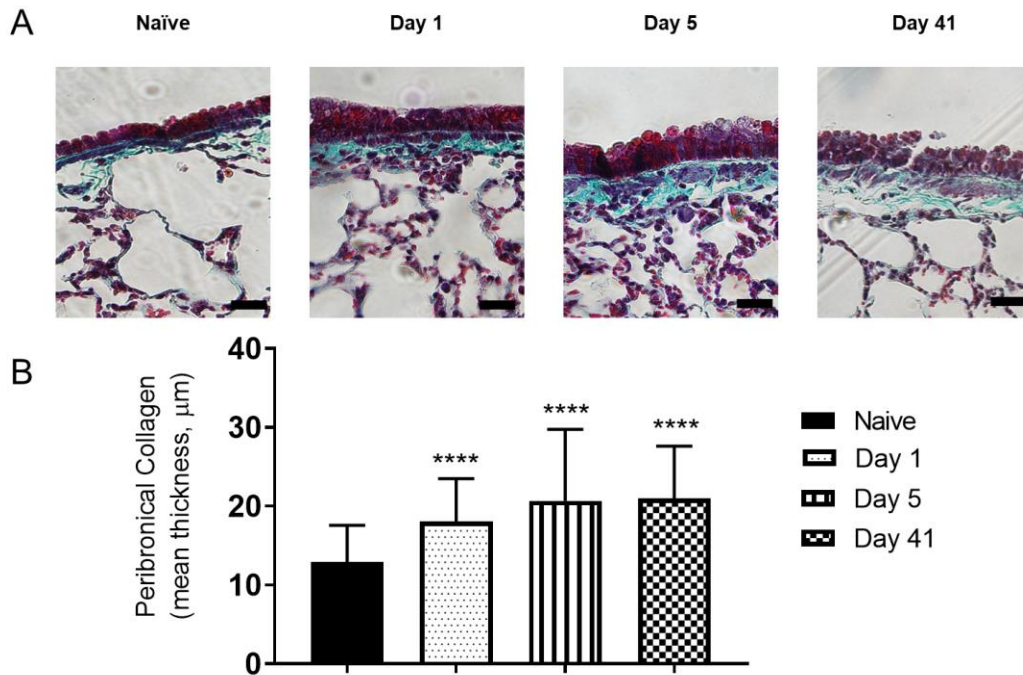 A
Naïve
Day 1
Day 5
Day 41
B
Peribronical Collagen
(mean thickness, μm)
40
30
20
10
0
****
****
****
Naive
Day 1
Day 5
Day 41